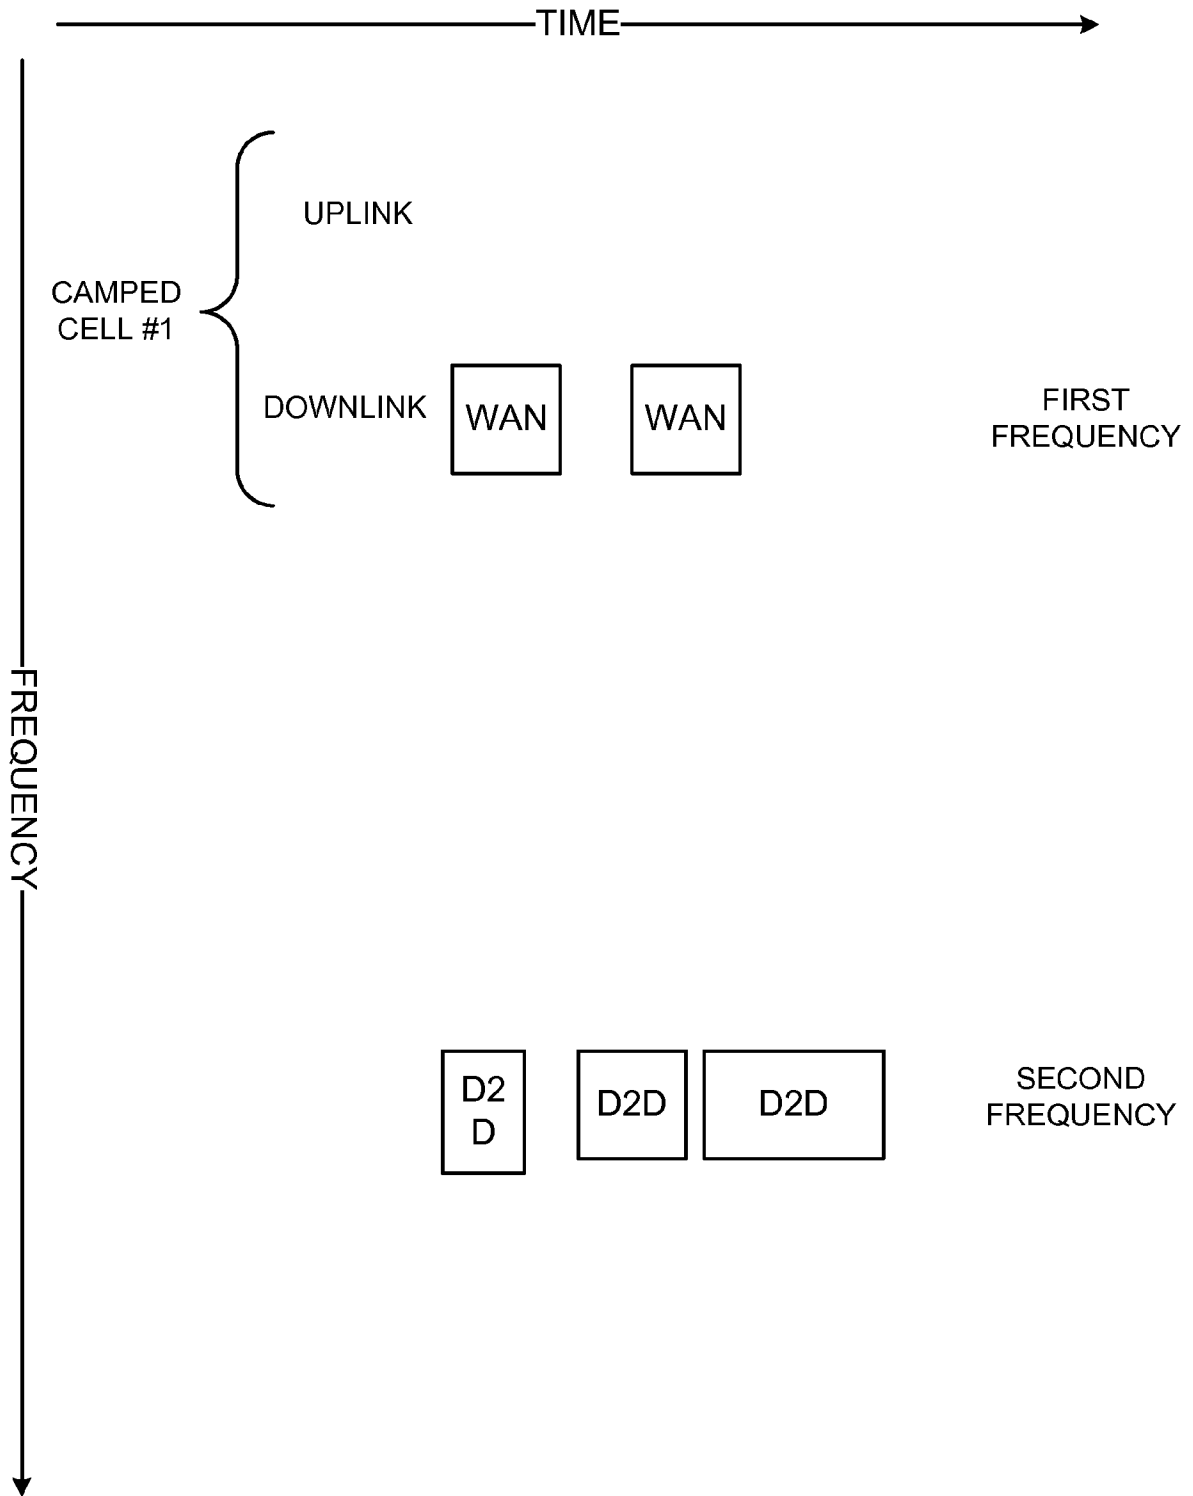 TIME
UPLINK
CAMPED
CELL #1
DOWNLINK
WAN
WAN
FIRST
FREQUENCY
FREQUENCY
D2
D
D2D
D2D
SECOND
FREQUENCY